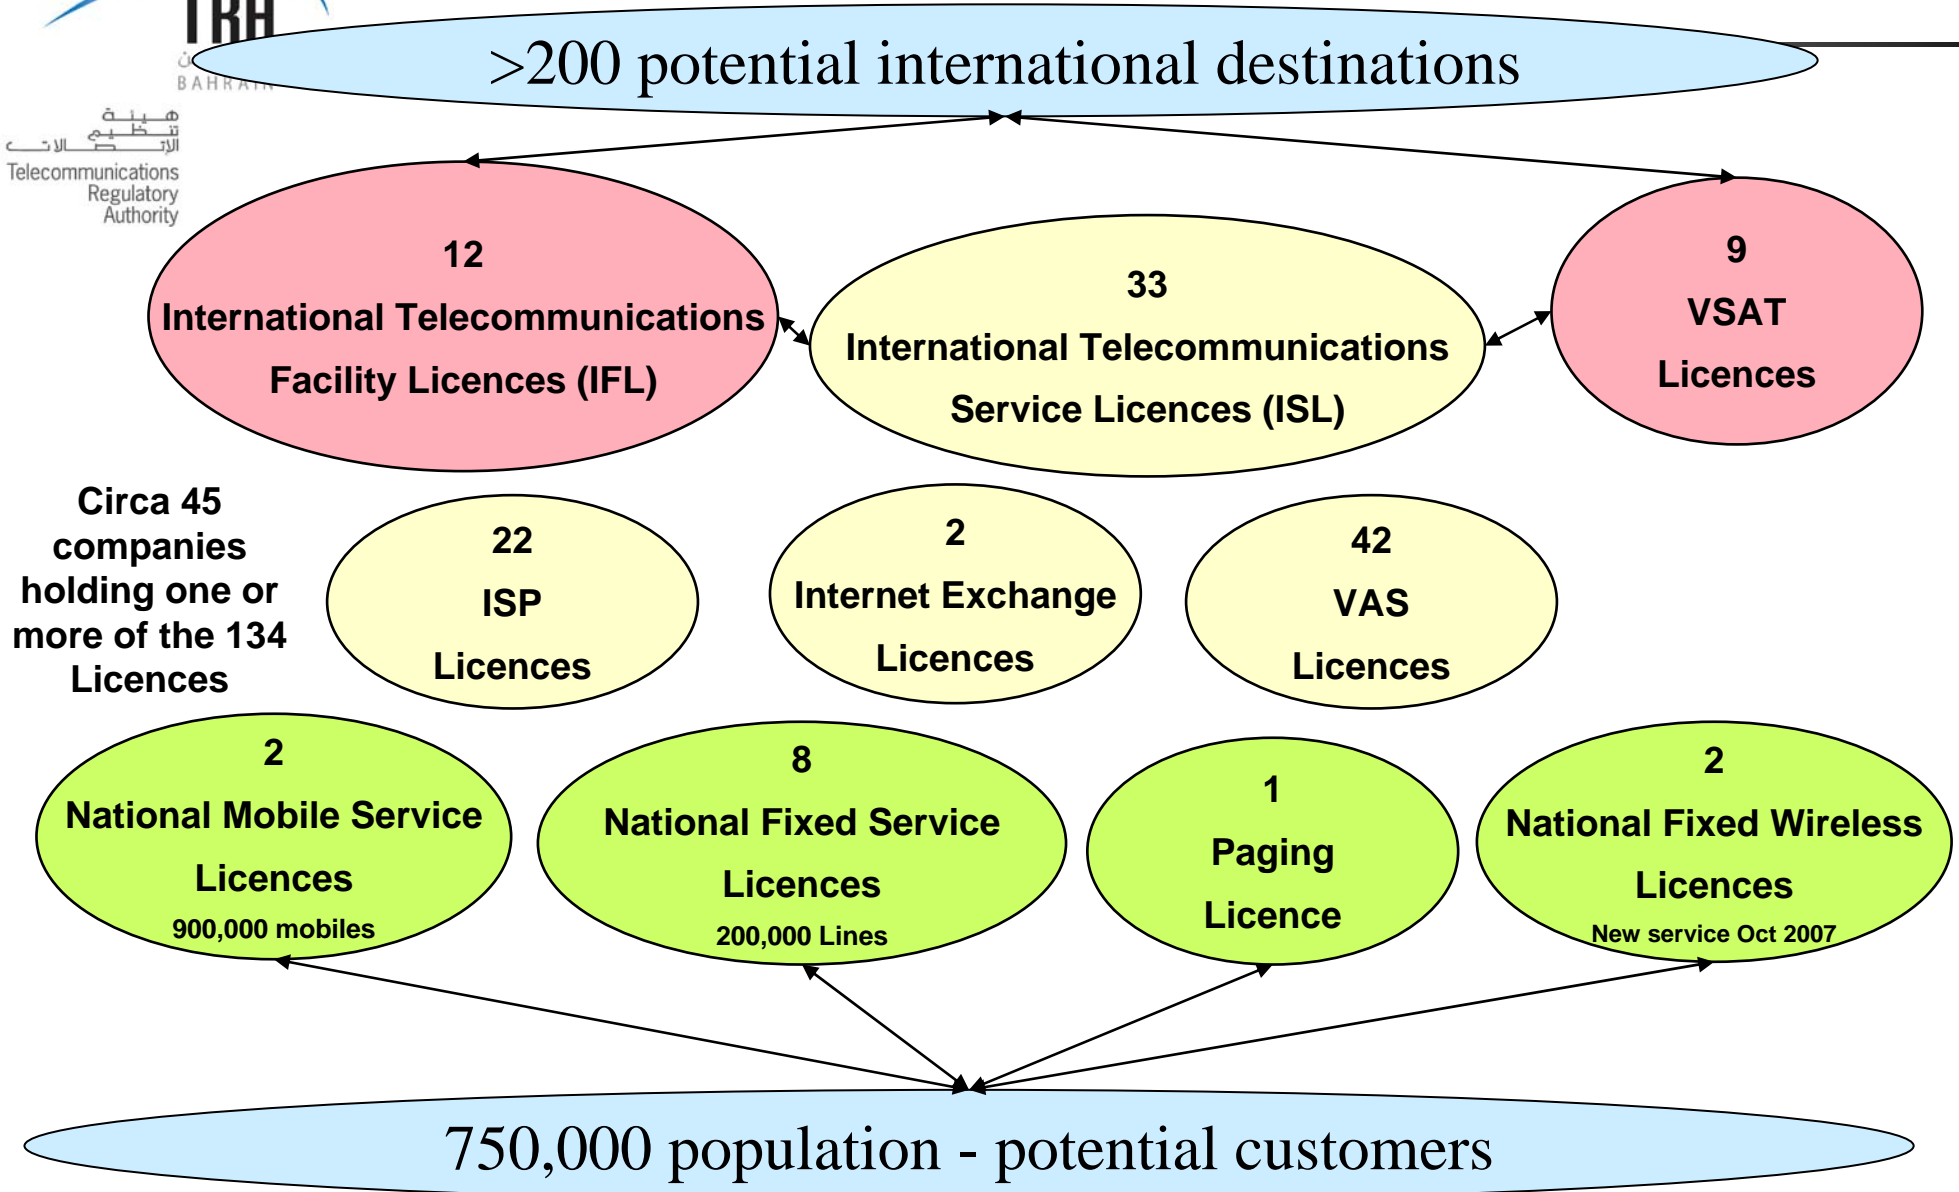 TRA
BAHRAIN
هيئة
تنظيم
الإتصالات
Telecommunications
Regulatory
Authority
>200 potential international destinations
12
International Telecommunications
Facility Licences (IFL)
33
International Telecommunications
Service Licences (ISL)
9
VSAT
Licences
Circa 45
companies
holding one or
more of the 134
Licences
22
ISP
Licences
2
Internet Exchange
Licences
42
VAS
Licences
2
National Mobile Service
Licences
900,000 mobiles
8
National Fixed Service
Licences
200,000 Lines
1
Paging
Licence
2
National Fixed Wireless
Licences
New service Oct 2007
750,000 population - potential customers